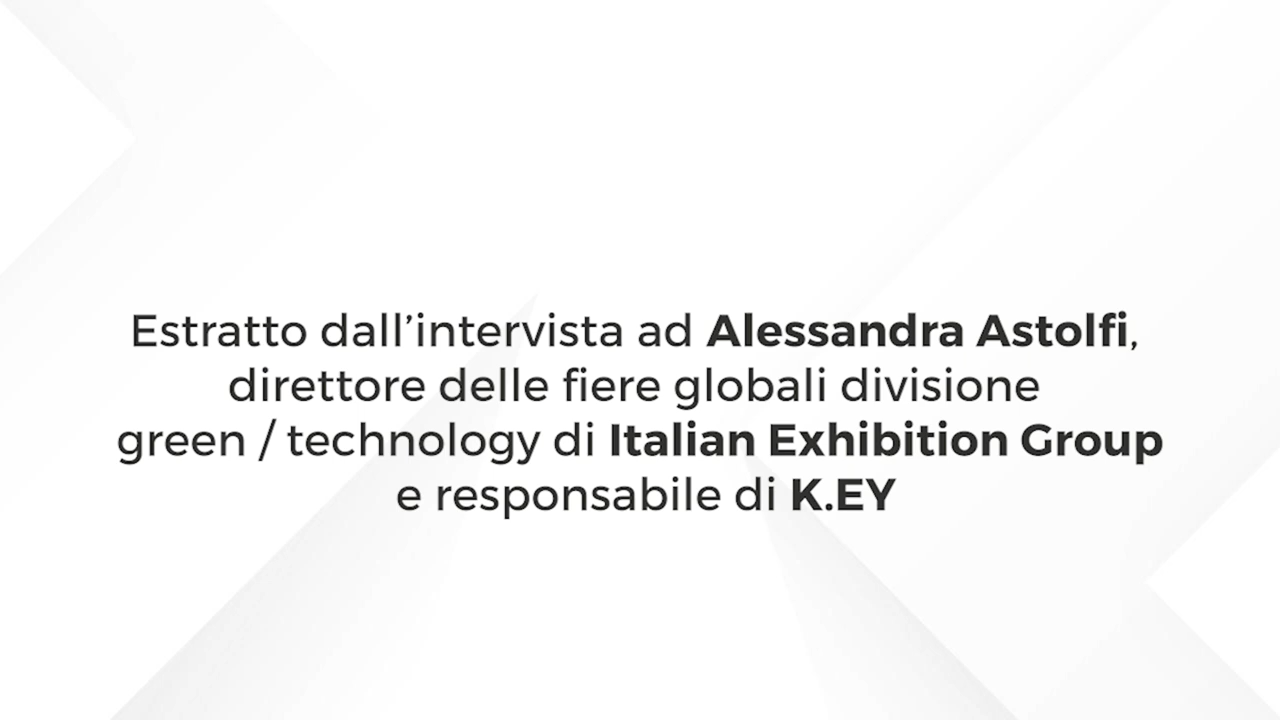 Estratto dall’intervista ad Alessandra Astolfi,
direttore delle fiere globali divisione
green / technology di Italian Exhibition Group
e responsabile di K.EY